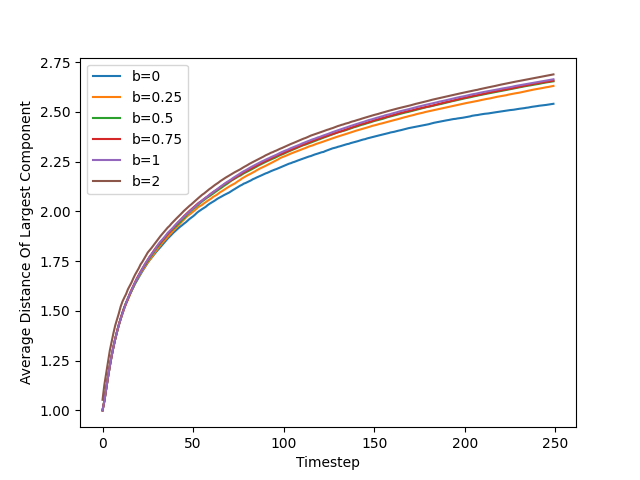 2.75
2.50
2.25
2.00
1.75
1.50
1.25
1.00
Average Distance Of Largest Component
b=0
b=0.25
b=0.5
b=0.75
b=1
b=2
0 50 100 150 200 250
Timestep